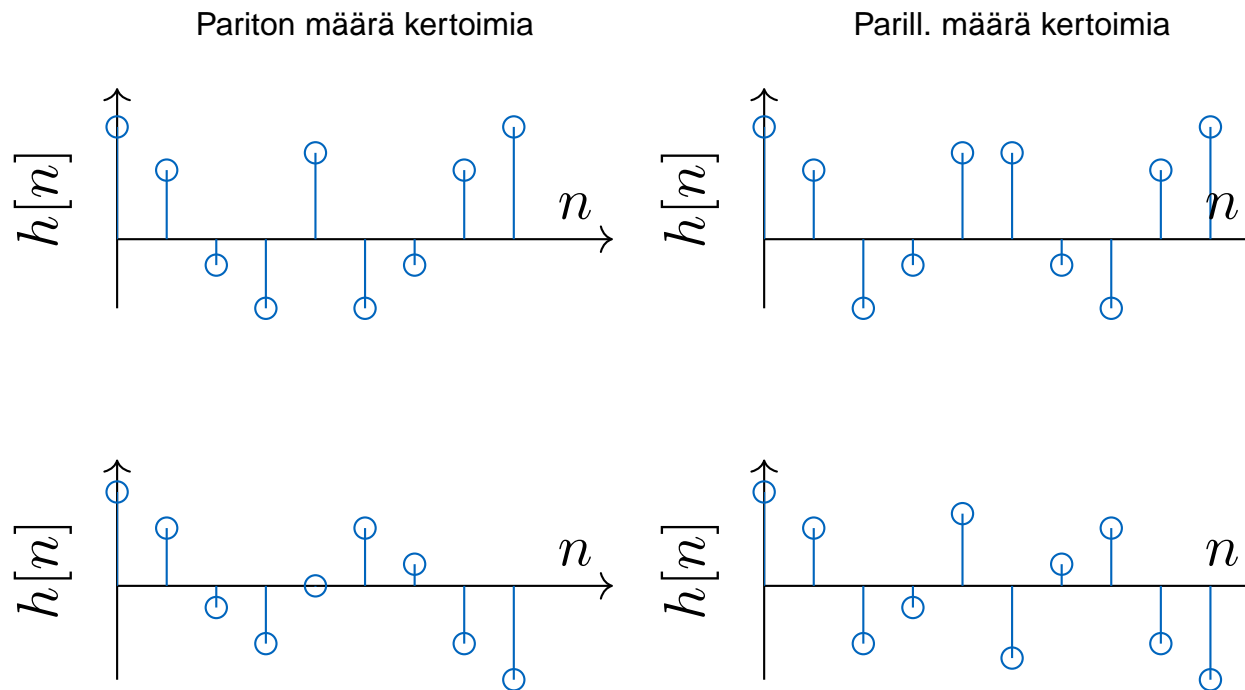 Pariton määrä kertoimia
Parill. määrä kertoimia
h[n]
n
h[n]
n
h[n]
n
h[n]
n